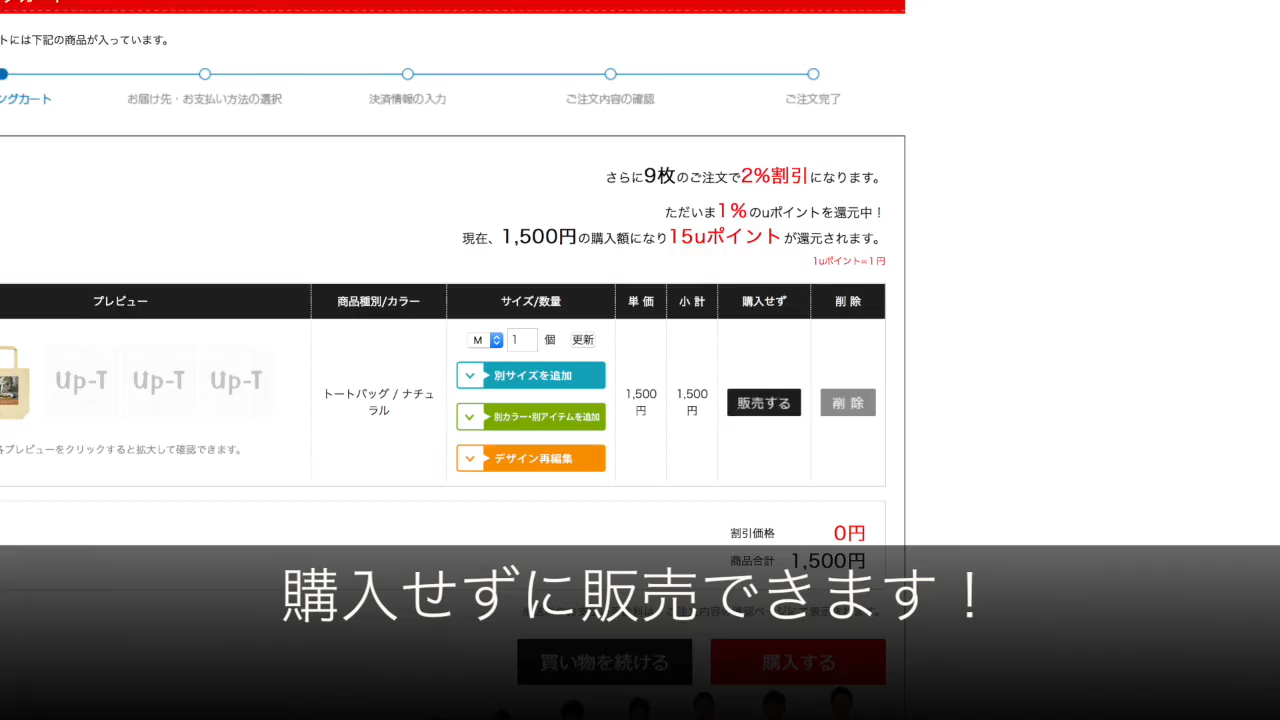 トには下記の商品が入っています。
ングカート
お届け先・お支払い方法の選択
決済情報の入力
ご注文内容の確認
ご注文完了
さらに9枚のご注文で2%割引になります。
ただいま1%のuポイントを還元中！
現在、1,500円の購入額になり15uポイントが還元されます。
1uポイント=1円
プレビュー
商品種別/カラー
サイズ/数量
単 価
小 計
購入せず
削 除
M 1 個 更新
別サイズを追加
Up-T Up-T Up-T
トートバッグ / ナチュ
ラル
別カラー・別アイテムを追加
1,500
円
1,500
円
販売する
削 除
プレビューをクリックすると拡大して確認できます。
デザイン再編集
割引価格 0円
商品合計 1,500円
購入せずに販売できます！
買い物を続ける
購入する